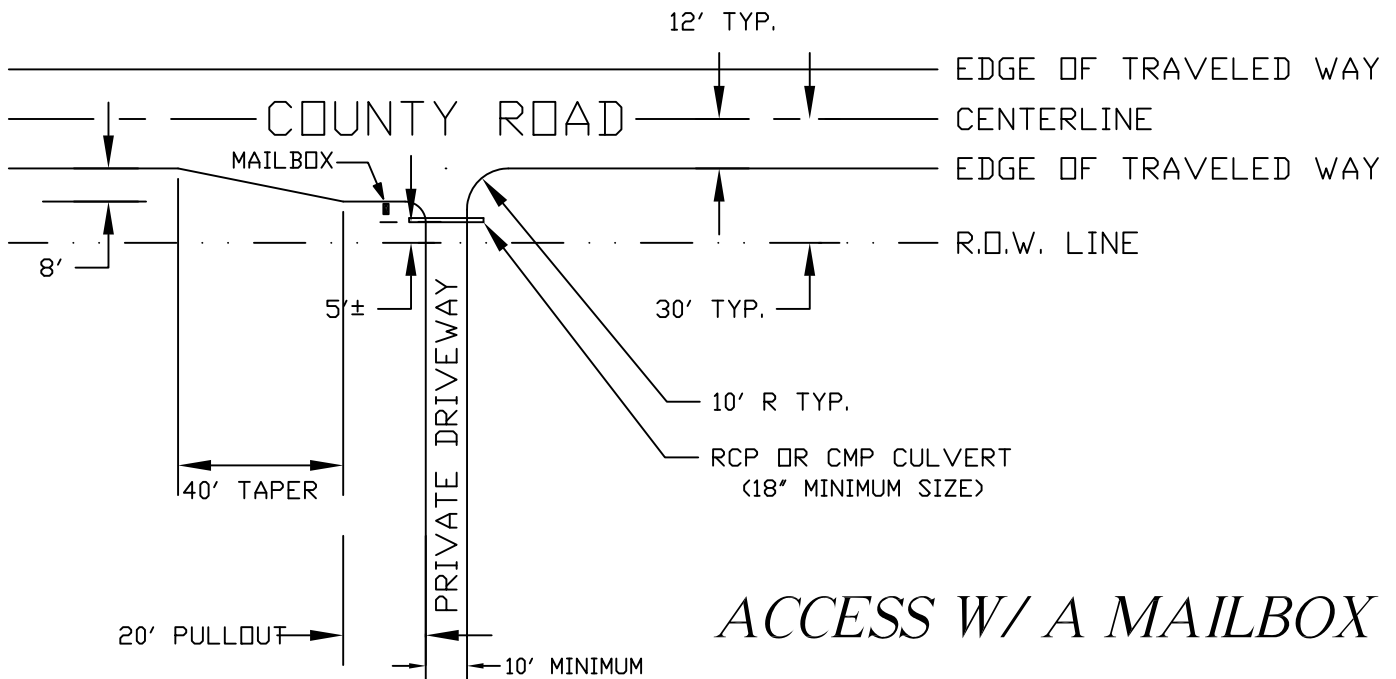 12' TYP.
EDGE OF TRAVELED WAY
COUNTY ROAD
CENTERLINE
MAILBOX
EDGE OF TRAVELED WAY
R.O.W. LINE
8'
5'±
30' TYP.
PRIVATE DRIVEWAY
10' R TYP.
RCP OR CMP CULVERT
(18" MINIMUM SIZE)
40' TAPER
ACCESS W/ A MAILBOX
20' PULLOUT
10' MINIMUM